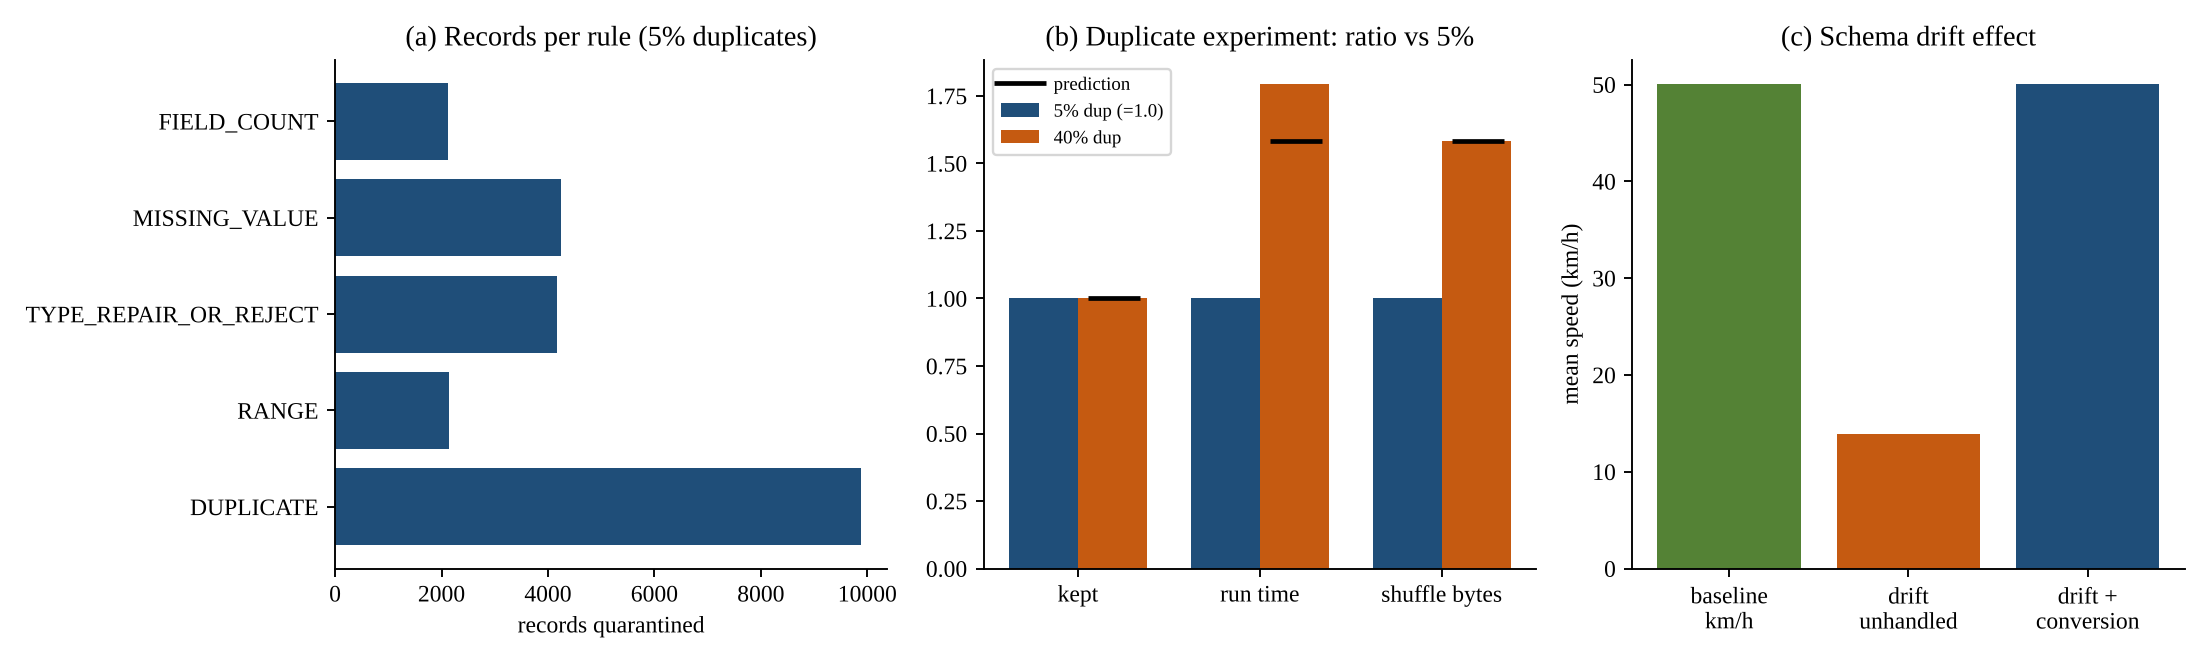 (a) Records per rule (5% duplicates)
FIELD_COUNT
MISSING_VALUE
TYPE_REPAIR_OR_REJECT
RANGE
DUPLICATE
0 2000 4000 6000 8000 10000
records quarantined
(b) Duplicate experiment: ratio vs 5%
prediction
5% dup (=1.0)
40% dup
1.75
1.50
1.25
1.00
0.75
0.50
0.25
0.00
kept run time shuffle bytes
(c) Schema drift effect
mean speed (km/h)
50
40
30
20
10
0
baseline
km/h
drift
unhandled
drift +
conversion